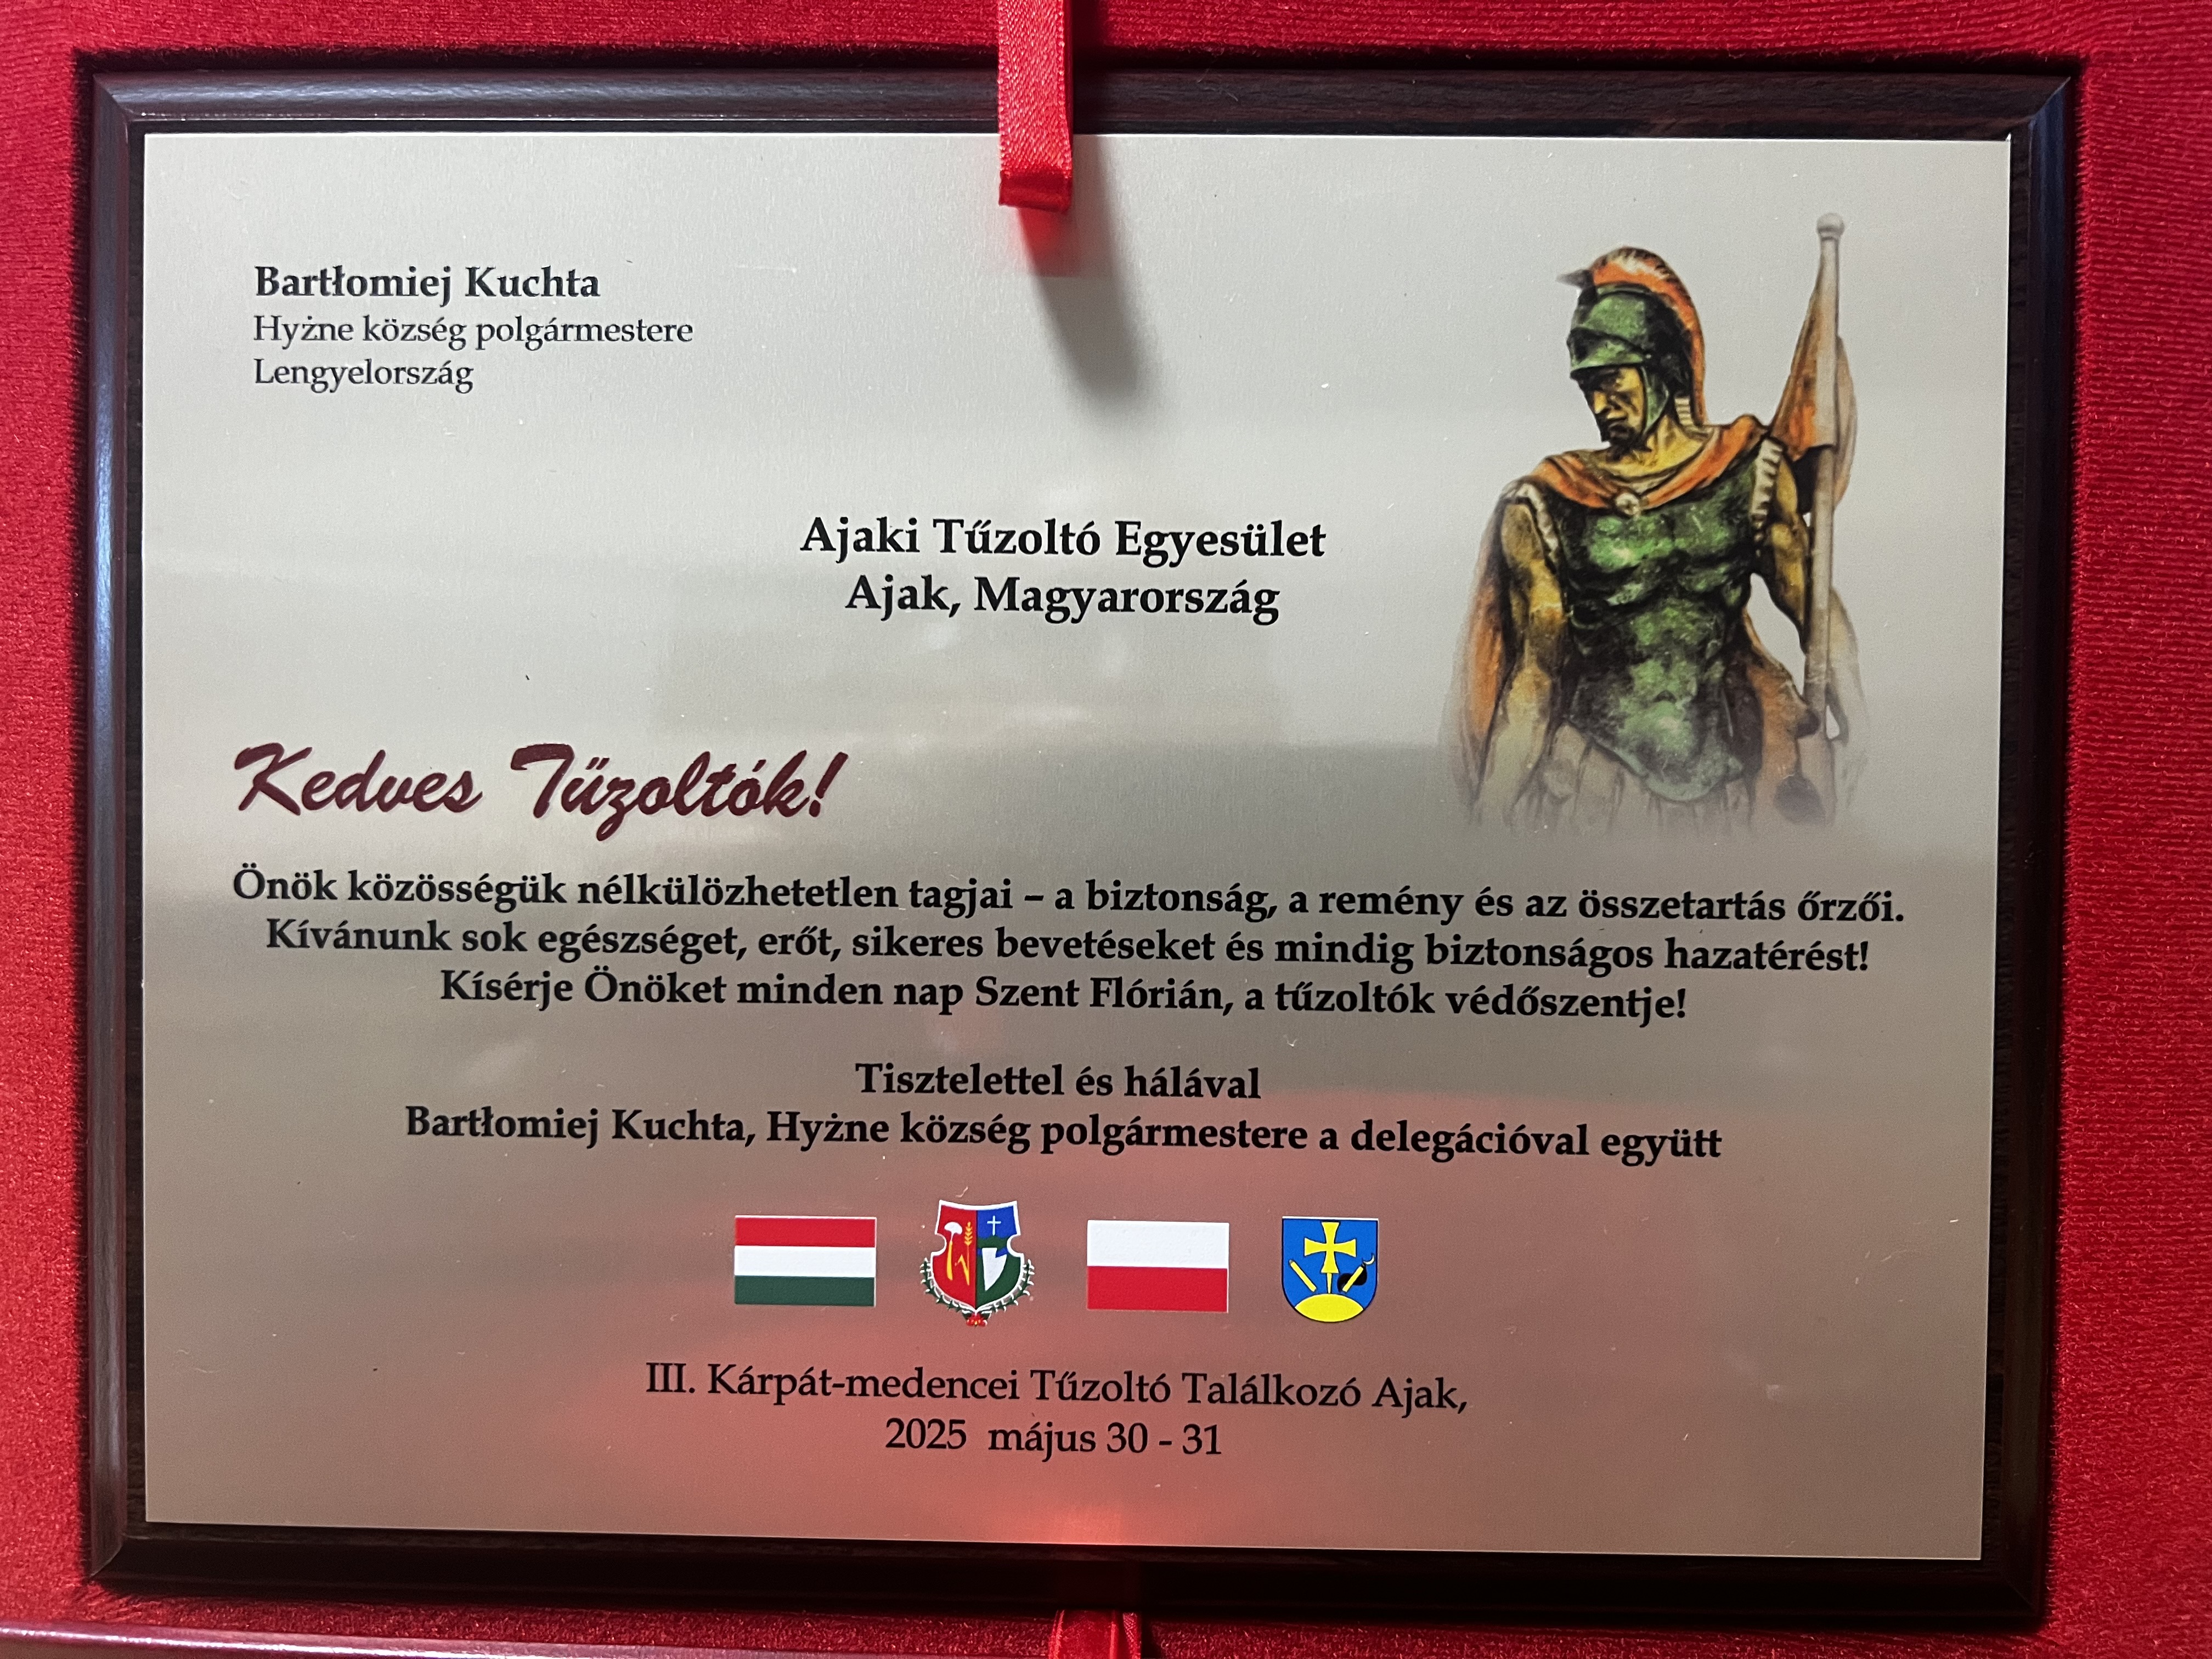 Bartłomiej Kuchta
Hyżne község polgármestere
Lengyelország
Ajaki Tűzoltó Egyesület
Ajak, Magyarország
Kedves Tűzoltók!
Önök közösségük nélkülözhetetlen tagjai – a biztonság, a remény és az összetartás őrzői.
Kívánunk sok egészséget, erőt, sikeres bevetéseket és mindig biztonságos hazatérést!
Kísérje Önöket minden nap Szent Flórián, a tűzoltók védőszentje!
Tisztelettel és hálával
Bartłomiej Kuchta, Hyżne község polgármestere a delegációval együtt
III. Kárpát-medencei Tűzoltó Találkozó Ajak,
2025 május 30 - 31